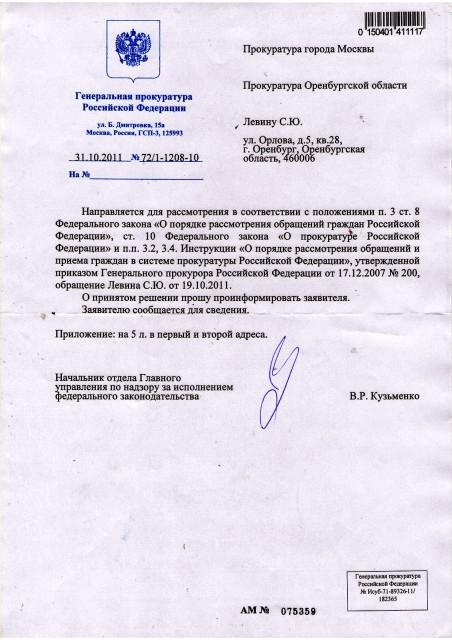 0 150401 411117
Прокуратура города Москвы
Прокуратура Оренбургской области
Генеральная прокуратура
Российской Федерации
ул. Б. Дмитровка, 15а
Москва, Россия, ГСП-3, 125993
31.10.2011 № 72/1-1208-10
На №
Левину С.Ю.
ул. Орлова, д.5, кв.28,
г. Оренбург, Оренбургская
область, 460006
Направляется для рассмотрения в соответствии с положениями п. 3 ст. 8
Федерального закона «О порядке рассмотрения обращений граждан Российской
Федерации», ст. 10 Федерального закона «О прокуратуре Российской
Федерации» и п.п. 3.2, 3.4. Инструкции «О порядке рассмотрения обращений и
приема граждан в системе прокуратуры Российской Федерации», утвержденной
приказом Генерального прокурора Российской Федерации от 17.12.2007 № 200,
обращение Левина С.Ю. от 19.10.2011.
О принятом решении прошу проинформировать заявителя.
Заявителю сообщается для сведения.
Приложение: на 5 л. в первый и второй адреса.
Начальник отдела Главного
управления по надзору за исполнением
федерального законодательства
В.Р. Кузьменко
Генеральная прокуратура
Российской Федерации
№ Исуб-71-89326-11/
182365
АМ № 075359